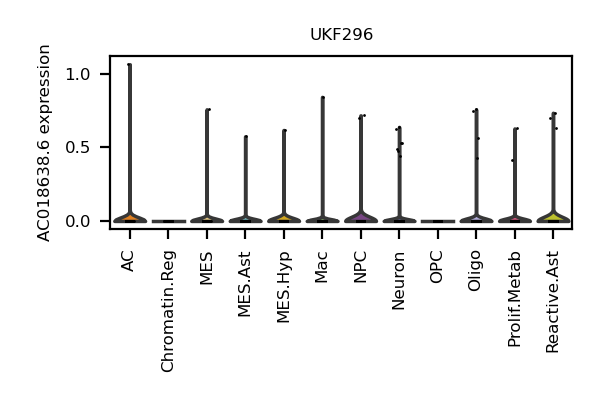 UKF296
AC018638.6 expression
1.0
0.5
0.0
AC
Chromatin.Reg
MES
MES.Ast
MES.Hyp
Mac
NPC
Neuron
OPC
Oligo
Prolif.Metab
Reactive.Ast